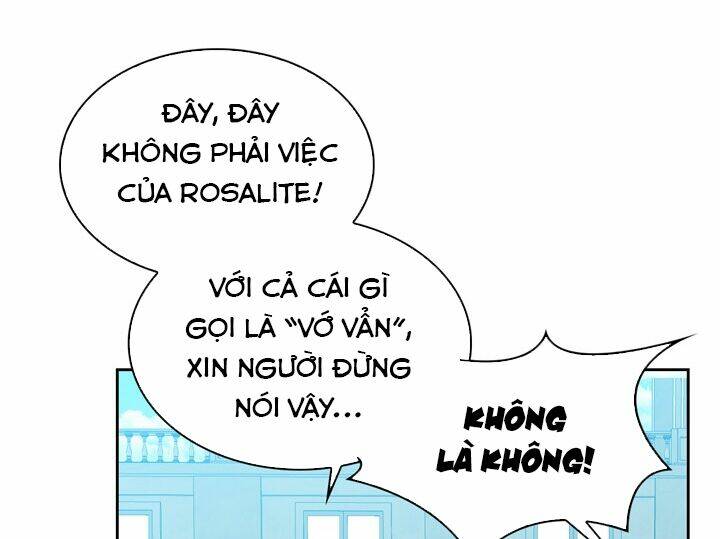 ĐÂY, ĐÂY
KHÔNG PHẢI VIỆC
CỦA ROSALITE!
VỚI CẢ CÁI GÌ
GỌI LÀ "VỚ VẨN",
XIN NGƯỜI ĐỪNG
NÓI VẬY...
KHÔNG
LÀ KHÔNG!